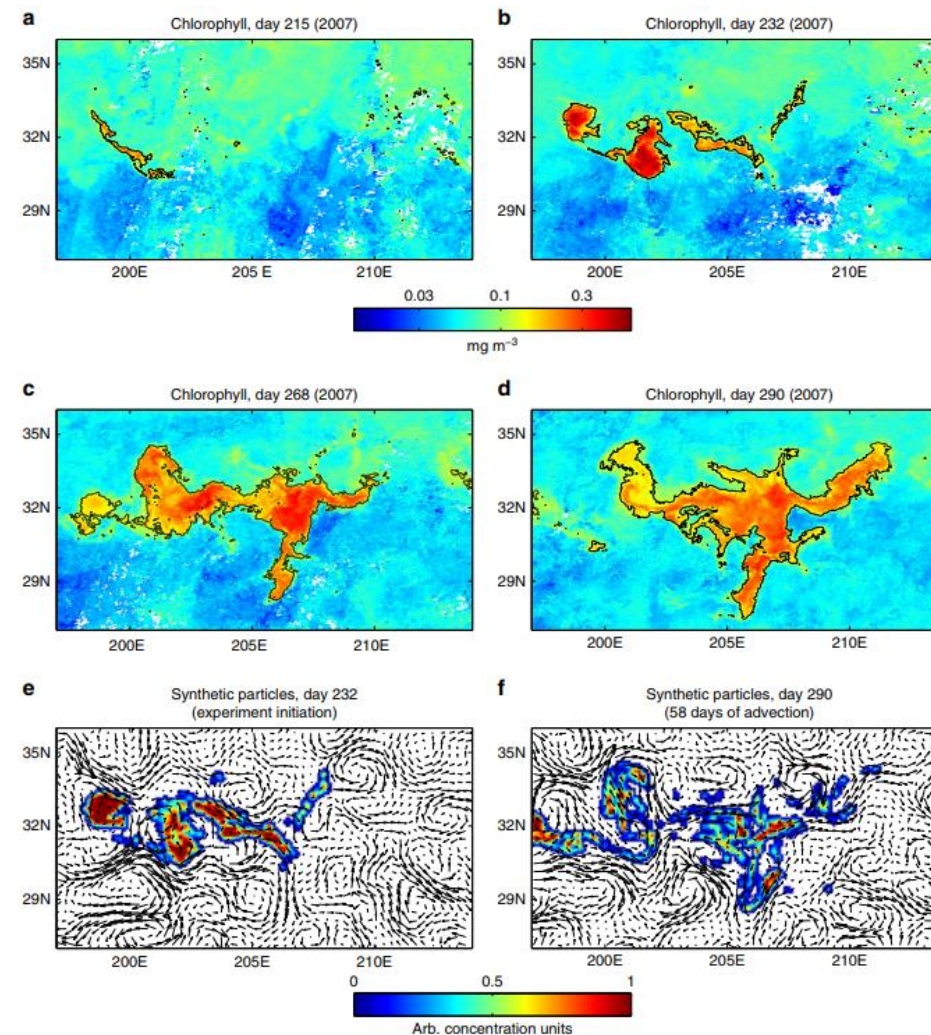 a
Chlorophyll, day 215 (2007)
35N
32N
29N
200E 205E 210E
b
Chlorophyll, day 232 (2007)
35N
32N
29N
200E 205E 210E
0.03 0.1 0.3
mg m⁻³
c
Chlorophyll, day 268 (2007)
35N
32N
29N
200E 205E 210E
d
Chlorophyll, day 290 (2007)
35N
32N
29N
200E 205E 210E
e
Synthetic particles, day 232
(experiment initiation)
35N
32N
29N
200E 205E 210E
f
Synthetic particles, day 290
(58 days of advection)
35N
32N
29N
200E 205E 210E
0 0.5 1
Arb. concentration units